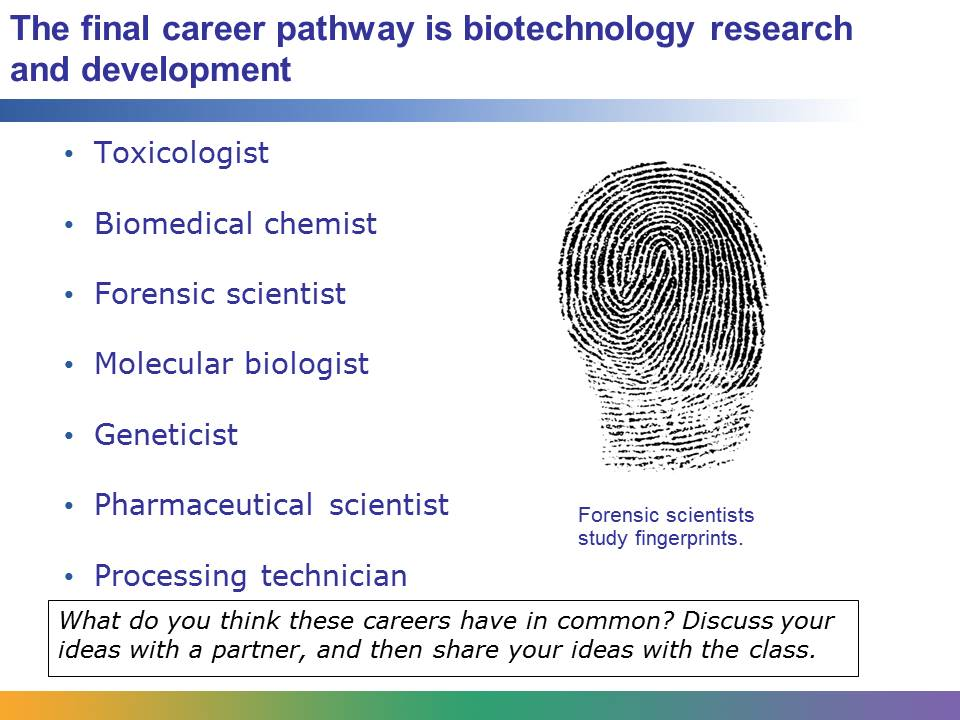 The final career pathway is biotechnology research
and development
• Toxicologist
• Biomedical chemist
• Forensic scientist
• Molecular biologist
• Geneticist
• Pharmaceutical scientist
• Processing technician
Forensic scientists
study fingerprints.
What do you think these careers have in common? Discuss your
ideas with a partner, and then share your ideas with the class.